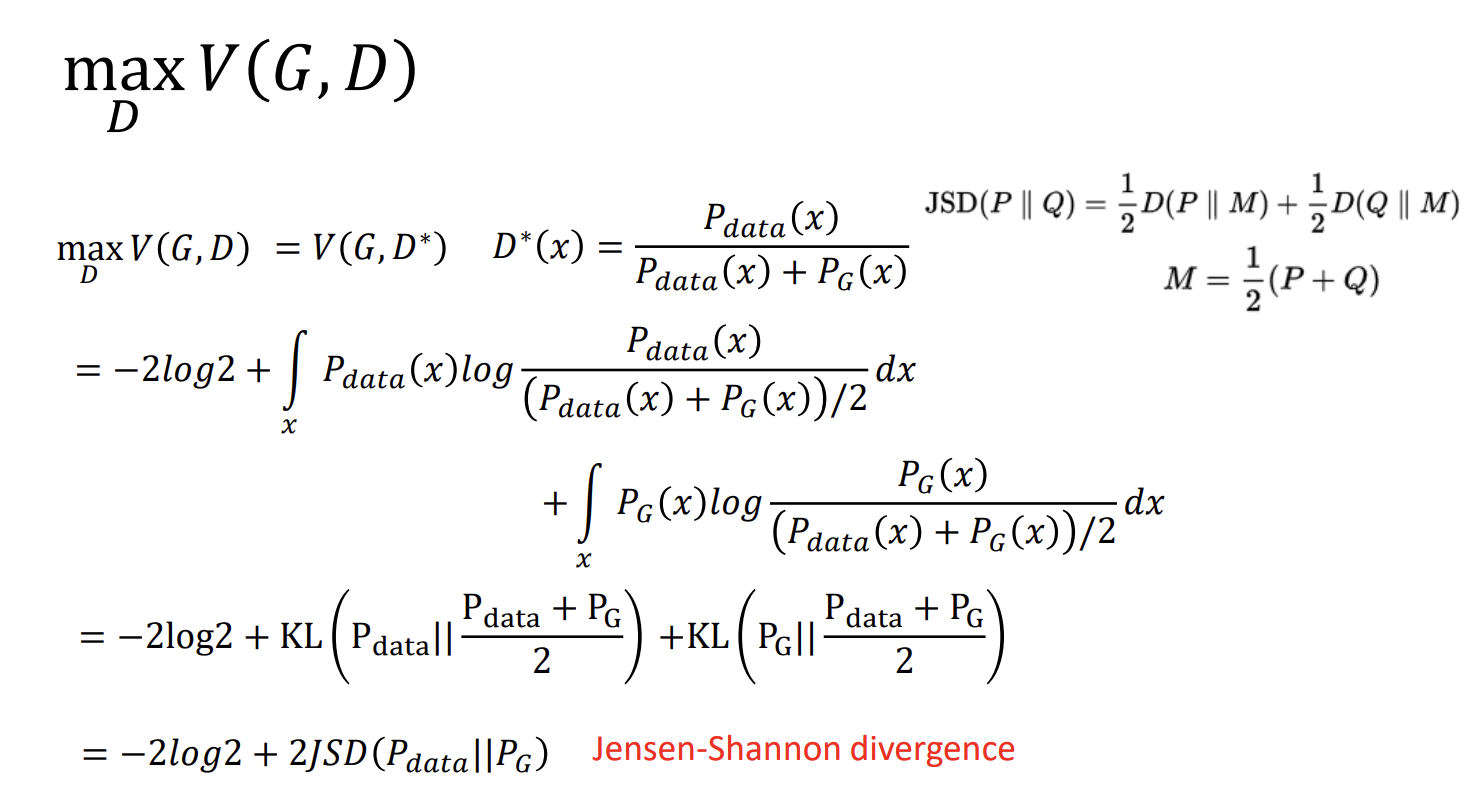 max V(G, D)
D
max V(G, D) = V(G, D*) D*(x) = P_data(x) / (P_data(x) + P_G(x))
D
JSD(P ∥ Q) = 1/2 D(P ∥ M) + 1/2 D(Q ∥ M)
M = 1/2 (P + Q)
= −2log2 + ∫_x P_data(x)log P_data(x) / ((P_data(x) + P_G(x))/2) dx
+ ∫_x P_G(x)log P_G(x) / ((P_data(x) + P_G(x))/2) dx
= −2log2 + KL(P_data||(P_data + P_G)/2) +KL(P_G||(P_data + P_G)/2)
= −2log2 + 2JSD(P_data||P_G) Jensen-Shannon divergence